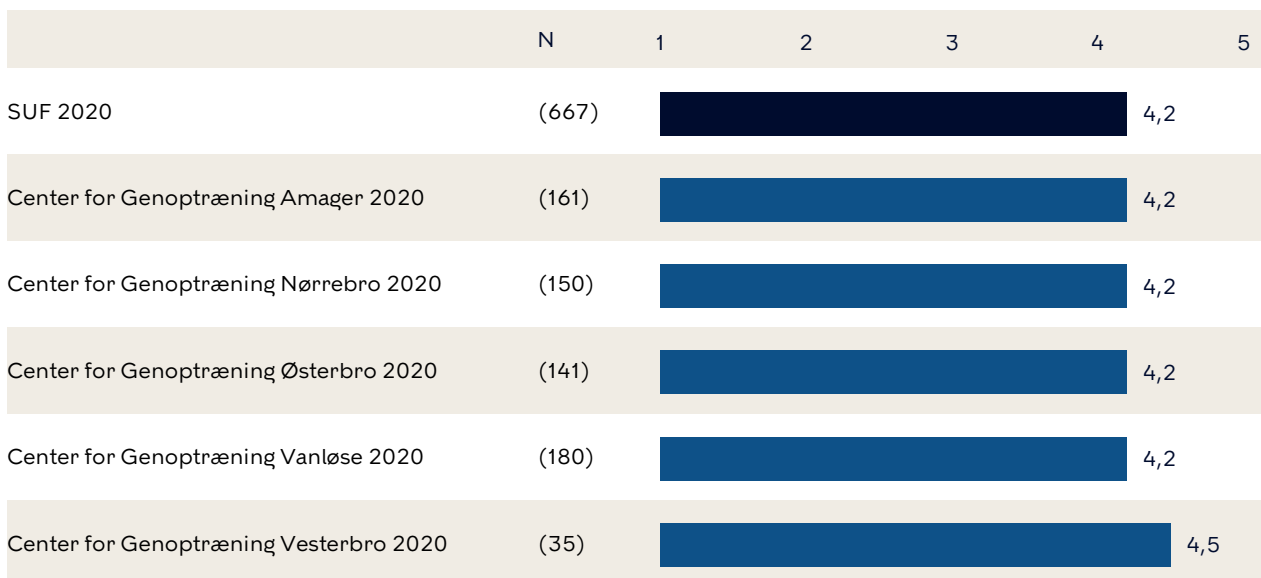 N 1 2 3 4 5
SUF 2020 (667) 4,2
Center for Genoptræning Amager 2020 (161) 4,2
Center for Genoptræning Nørrebro 2020 (150) 4,2
Center for Genoptræning Østerbro 2020 (141) 4,2
Center for Genoptræning Vanløse 2020 (180) 4,2
Center for Genoptræning Vesterbro 2020 (35) 4,5